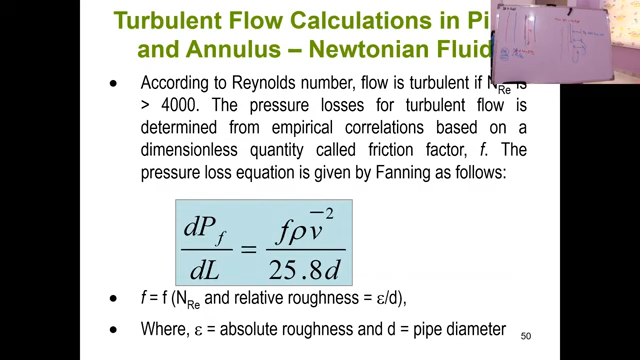 Turbulent Flow Calculations in Pi
and Annulus – Newtonian Fluid
• According to Reynolds number, flow is turbulent if N_Re is
> 4000. The pressure losses for turbulent flow is
determined from empirical correlations based on a
dimensionless quantity called friction factor, f. The
pressure loss equation is given by Fanning as follows:
dP_f/dL = fρv̄²/25.8d
• f = f (N_Re and relative roughness = ε/d),
• Where, ε = absolute roughness and d = pipe diameter
50